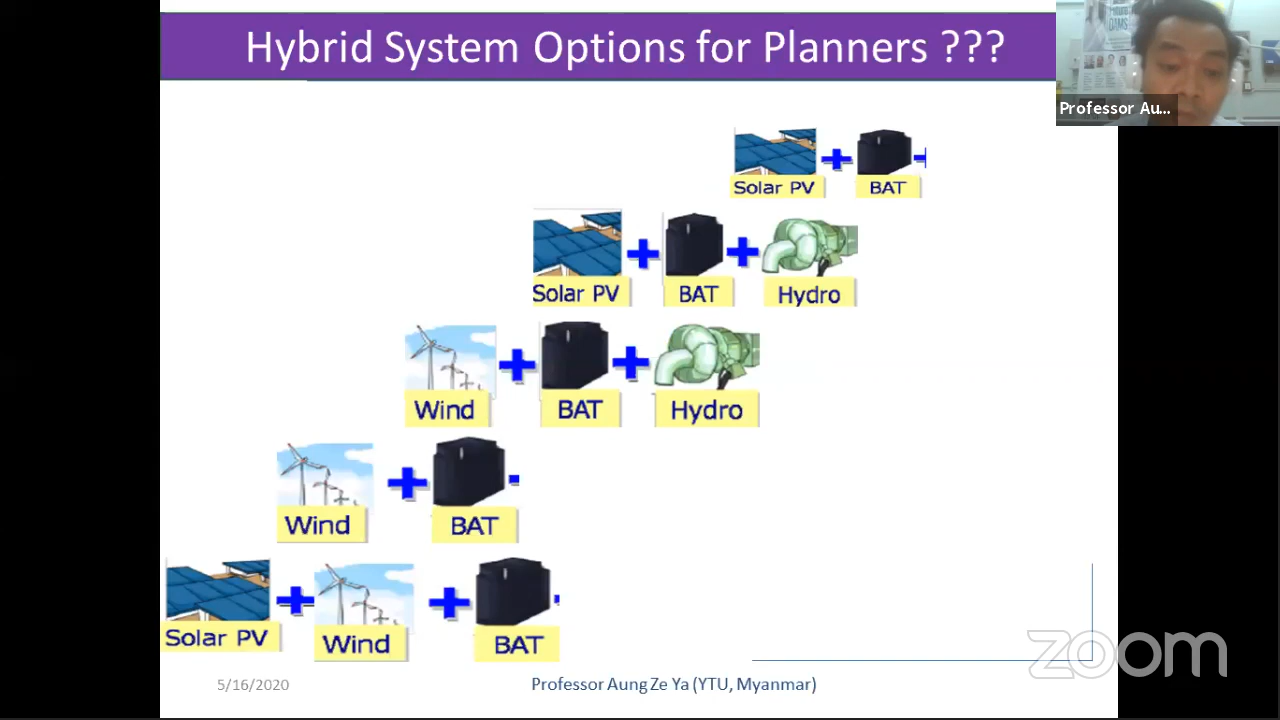 Hybrid System Options for Planners ???
DAMS
Professor Au...
Solar PV BAT
Solar PV BAT Hydro
Wind BAT Hydro
Wind BAT
Solar PV Wind BAT
zoom
5/16/2020 Professor Aung Ze Ya (YTU, Myanmar)